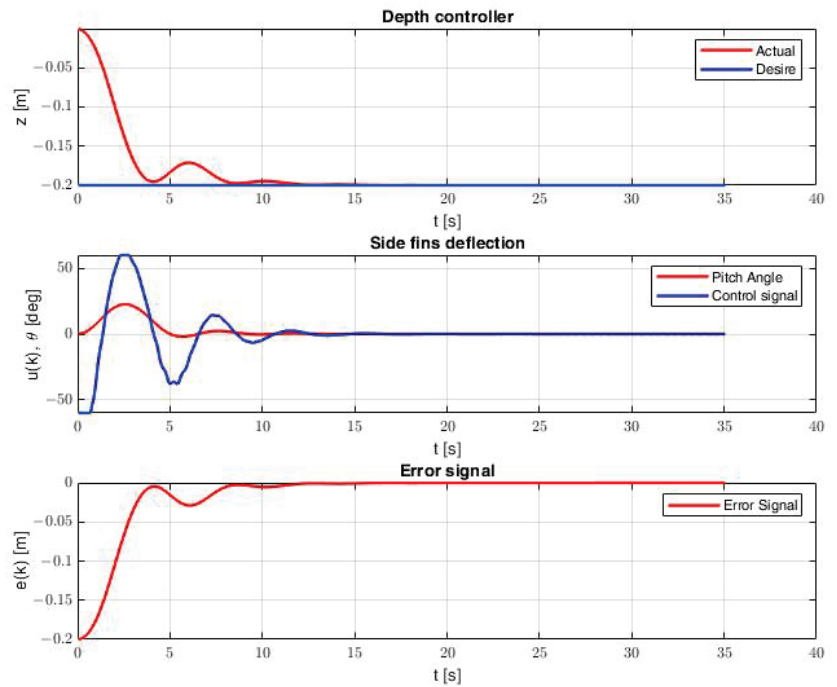 Depth controller
z [m]
−0.05
−0.1
−0.15
−0.2
Actual
Desire
0 5 10 15 20 25 30 35 40
t [s]
Side fins deflection
u(k), θ [deg]
50
0
−50
Pitch Angle
Control signal
0 5 10 15 20 25 30 35 40
t [s]
Error signal
e(k) [m]
0
−0.05
−0.1
−0.15
−0.2
Error Signal
0 5 10 15 20 25 30 35 40
t [s]